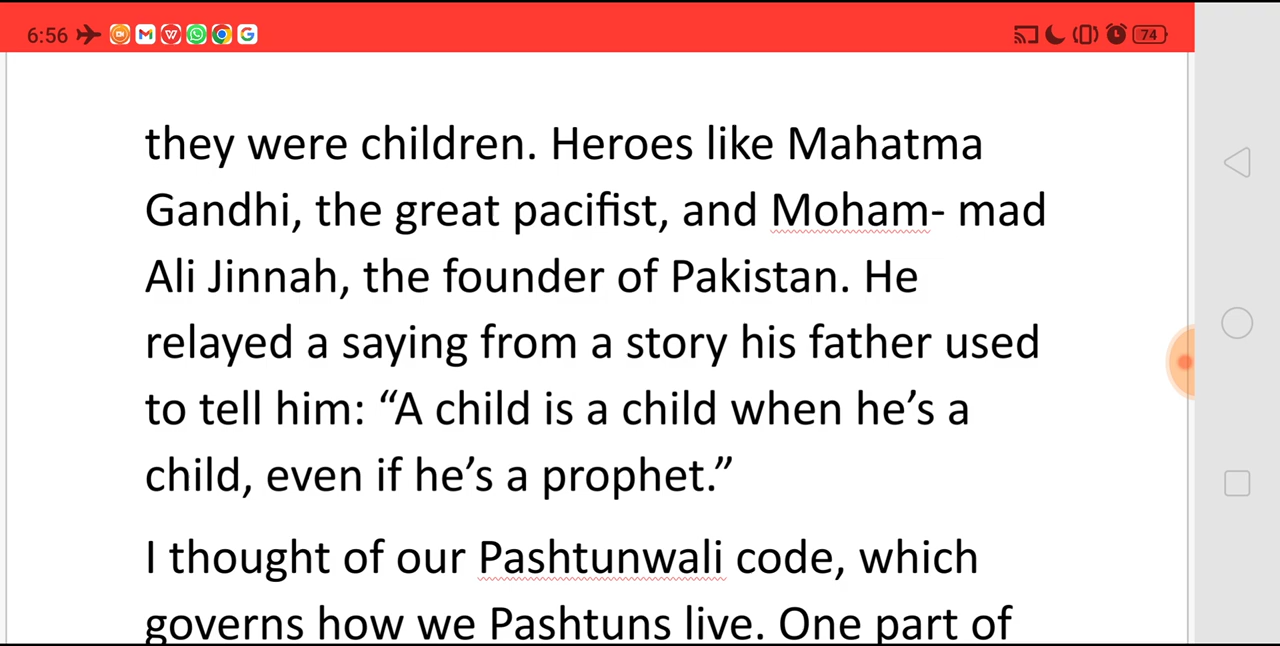 6:56
74
they were children. Heroes like Mahatma
Gandhi, the great pacifist, and Moham- mad
Ali Jinnah, the founder of Pakistan. He
relayed a saying from a story his father used
to tell him: “A child is a child when he’s a
child, even if he’s a prophet.”
I thought of our Pashtunwali code, which
governs how we Pashtuns live. One part of